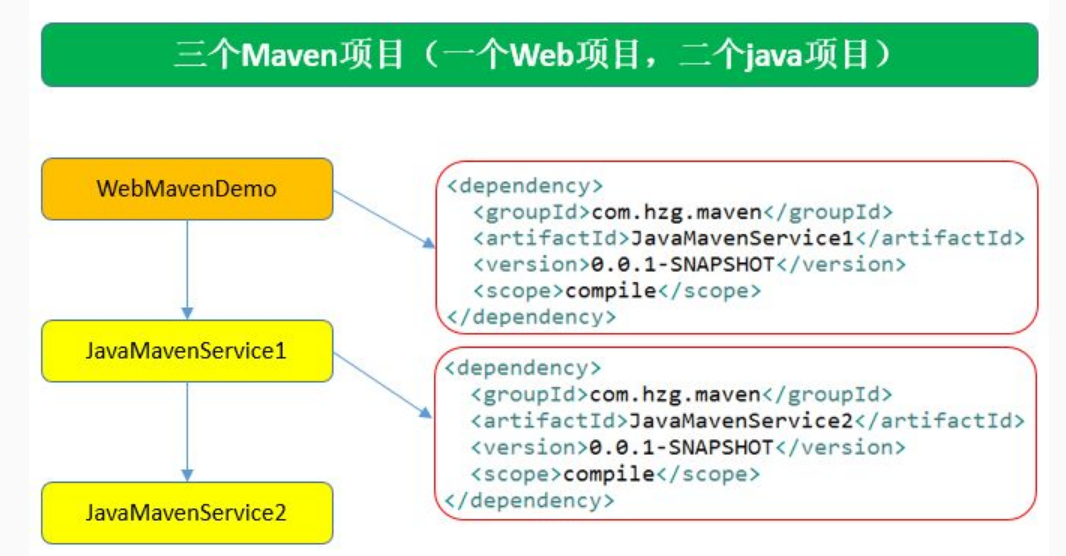 三个Maven项目（一个Web项目，二个java项目）
WebMavenDemo
<dependency>
<groupId>com.hzg.maven</groupId>
<artifactId>JavaMavenService1</artifactId>
<version>0.0.1-SNAPSHOT</version>
<scope>compile</scope>
</dependency>
JavaMavenService1
<dependency>
<groupId>com.hzg.maven</groupId>
<artifactId>JavaMavenService2</artifactId>
<version>0.0.1-SNAPSHOT</version>
<scope>compile</scope>
</dependency>
JavaMavenService2